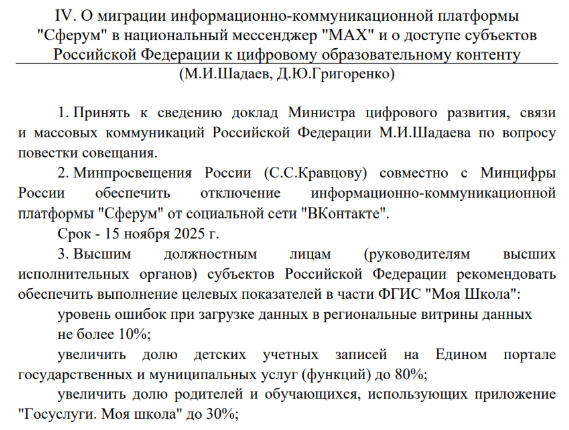 IV. О миграции информационно-коммуникационной платформы
"Сферум" в национальный мессенджер "MAX" и о доступе субъектов
Российской Федерации к цифровому образовательному контенту
(М.И.Шадаев, Д.Ю.Григоренко)
1. Принять к сведению доклад Министра цифрового развития, связи
и массовых коммуникаций Российской Федерации М.И.Шадаева по вопросу
повестки совещания.
2. Минпросвещения России (С.С.Кравцову) совместно с Минцифры
России обеспечить отключение информационно-коммуникационной
платформы "Сферум" от социальной сети "ВКонтакте".
Срок - 15 ноября 2025 г.
3. Высшим должностным лицам (руководителям высших
исполнительных органов) субъектов Российской Федерации рекомендовать
обеспечить выполнение целевых показателей в части ФГИС "Моя Школа":
уровень ошибок при загрузке данных в региональные витрины данных
не более 10%;
увеличить долю детских учетных записей на Едином портале
государственных и муниципальных услуг (функций) до 80%;
увеличить долю родителей и обучающихся, использующих приложение
"Госуслуги. Моя школа" до 30%;